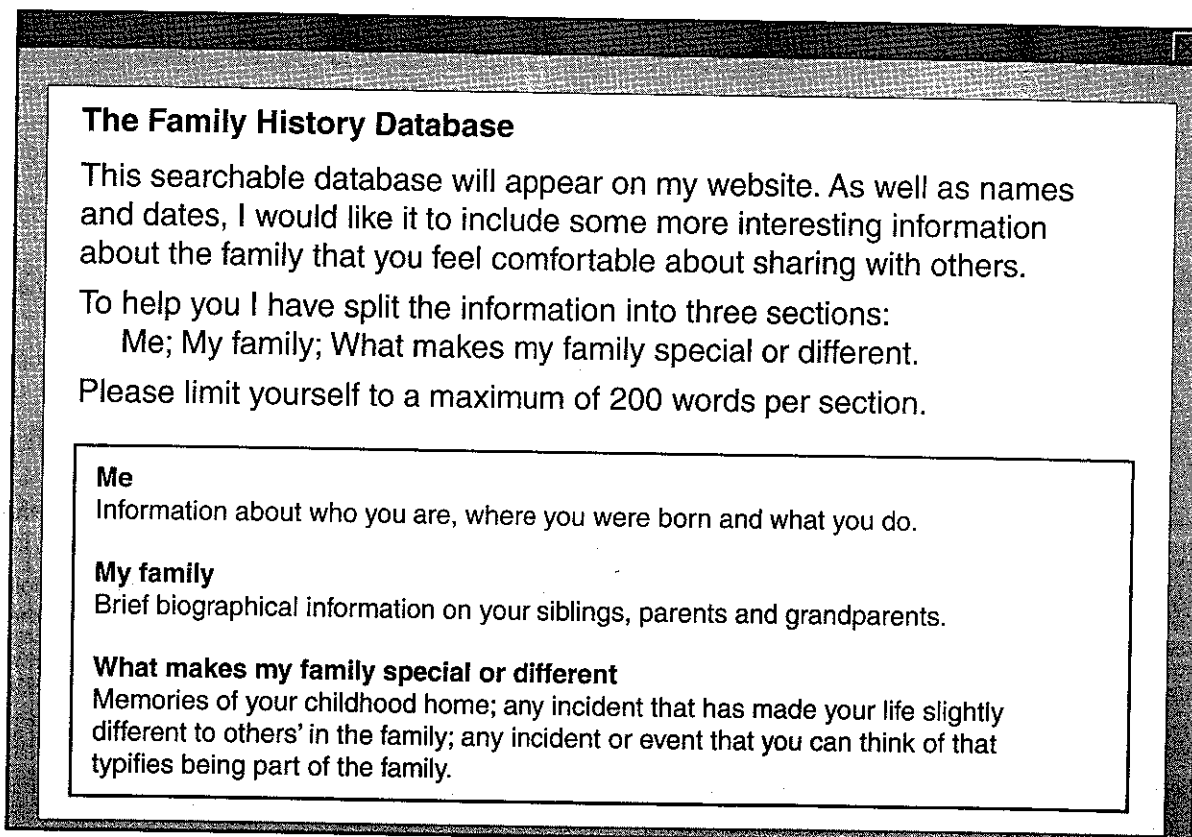 The Family History Database
This searchable database will appear on my website. As well as names
and dates, I would like it to include some more interesting information
about the family that you feel comfortable about sharing with others.
To help you I have split the information into three sections:
Me; My family; What makes my family special or different.
Please limit yourself to a maximum of 200 words per section.
Me
Information about who you are, where you were born and what you do.
My family
Brief biographical information on your siblings, parents and grandparents.
What makes my family special or different
Memories of your childhood home; any incident that has made your life slightly
different to others' in the family; any incident or event that you can think of that
typifies being part of the family.